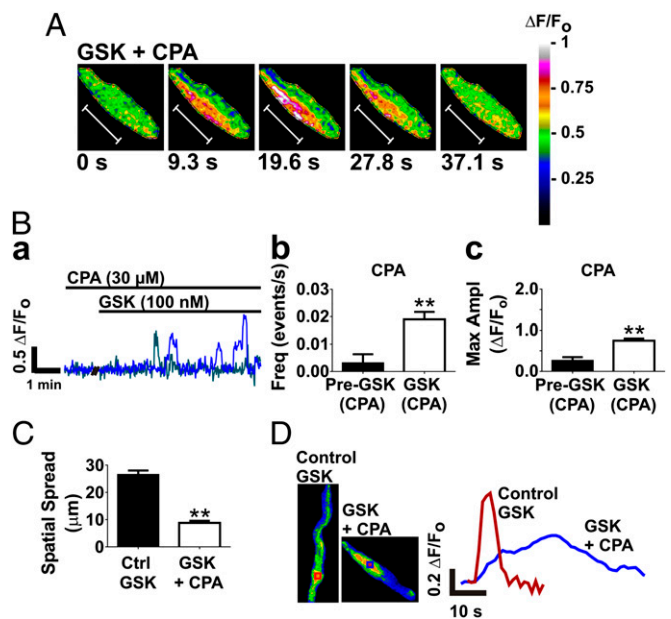 A
GSK + CPA
ΔF/Fo
1
0.75
0.5
0.25
0 s
9.3 s
19.6 s
27.8 s
37.1 s
B
a
CPA (30 µM)
GSK (100 nM)
0.5 ΔF/Fo
1 min
b
CPA
Freq (events/s)
0.03
0.02
0.01
0.00
**
Pre-GSK
(CPA)
GSK
(CPA)
c
CPA
Max Ampl
(ΔF/Fo)
2.0
1.0
0.0
**
Pre-GSK
(CPA)
GSK
(CPA)
C
Spatial Spread
(µm)
30
20
10
0
**
Ctrl
GSK
GSK
+ CPA
D
Control
GSK
GSK
+ CPA
0.2 ΔF/Fo
10 s
Control
GSK
GSK
+ CPA